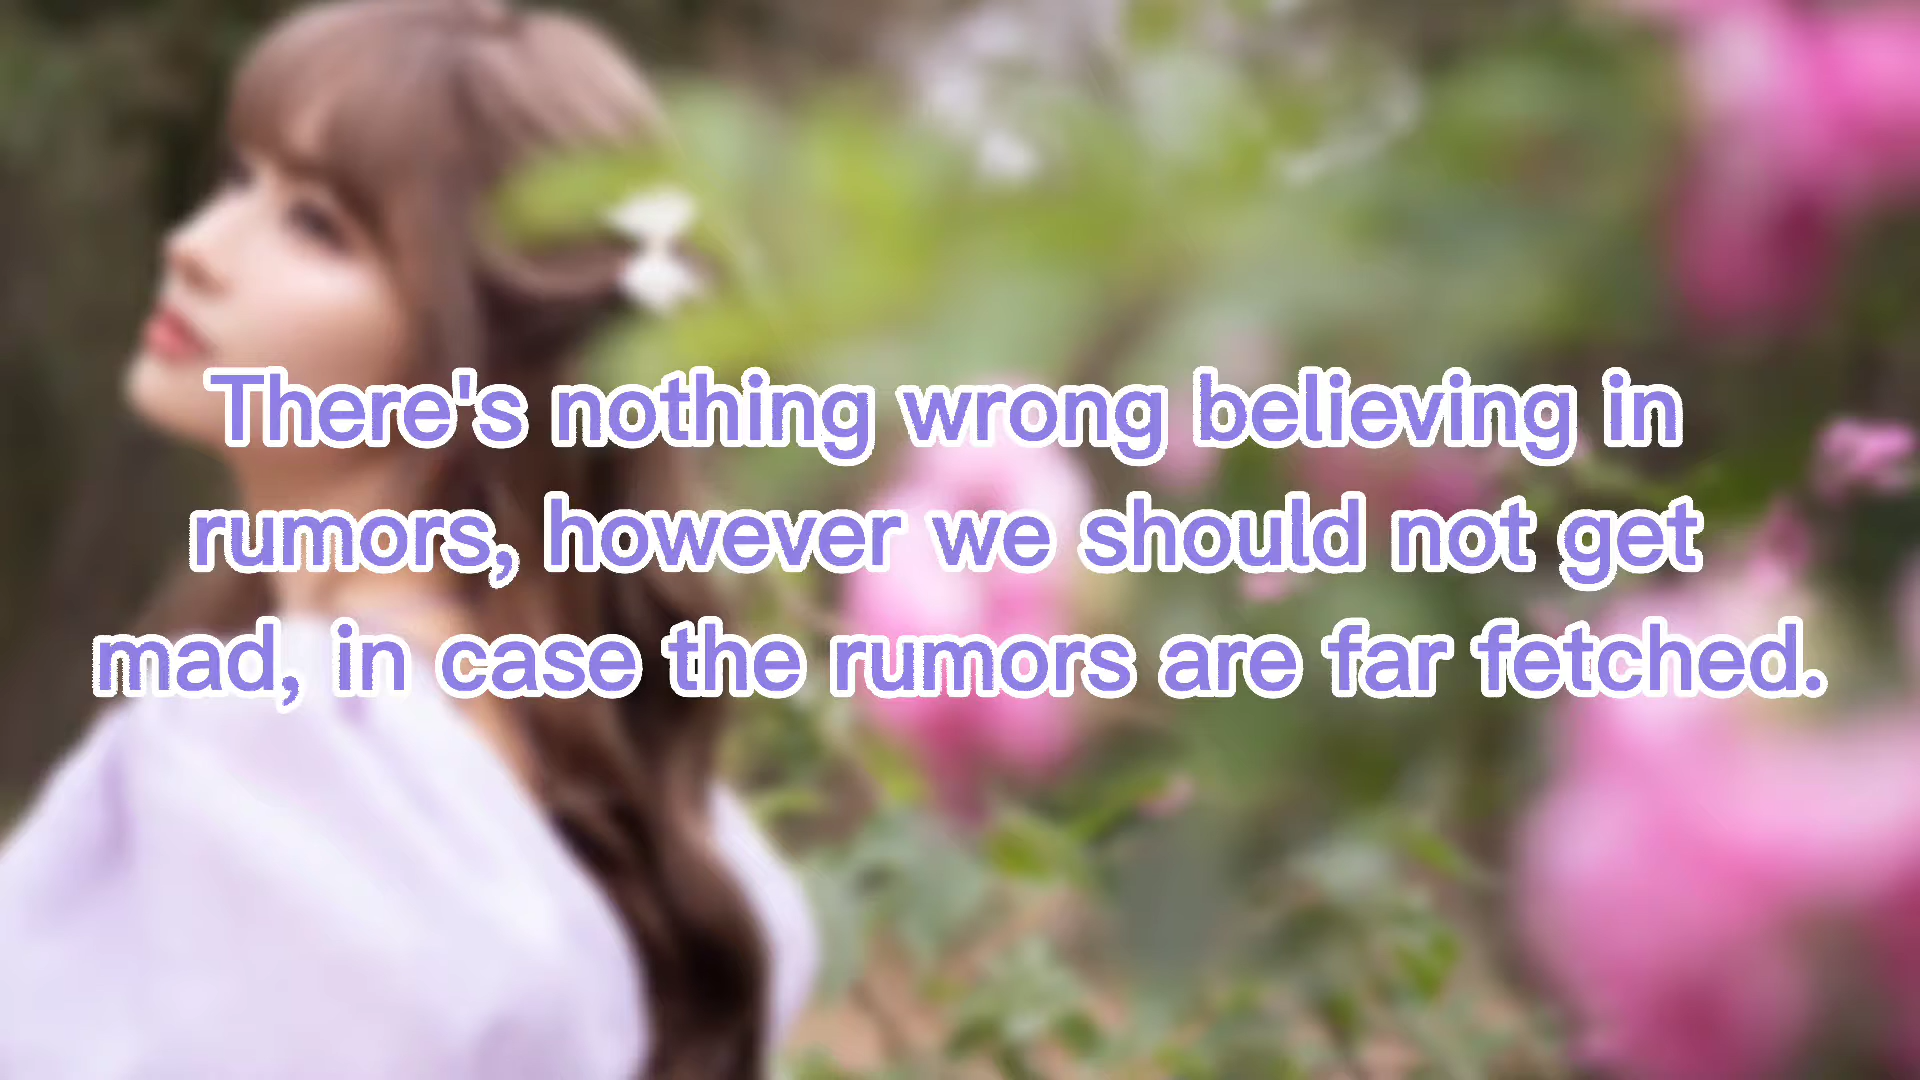 There's nothing wrong believing in
rumors, however we should not get
mad, in case the rumors are far fetched.